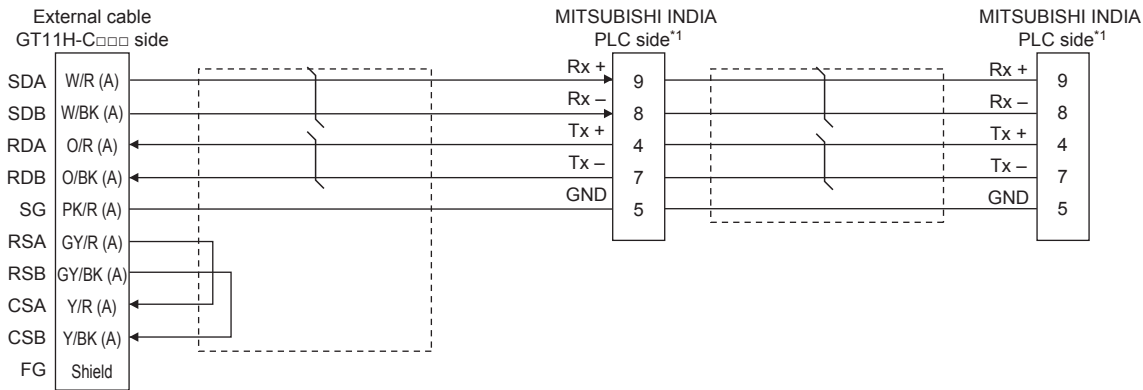 External cable
GT11H-C□□□ side
MITSUBISHI INDIA
PLC side*1
MITSUBISHI INDIA
PLC side*1
SDA W/R (A) Rx + 9 Rx + 9
SDB W/BK (A) Rx – 8 Rx – 8
RDA O/R (A) Tx + 4 Tx + 4
RDB O/BK (A) Tx – 7 Tx – 7
SG PK/R (A) GND 5 GND 5
RSA GY/R (A)
RSB GY/BK (A)
CSA Y/R (A)
CSB Y/BK (A)
FG Shield